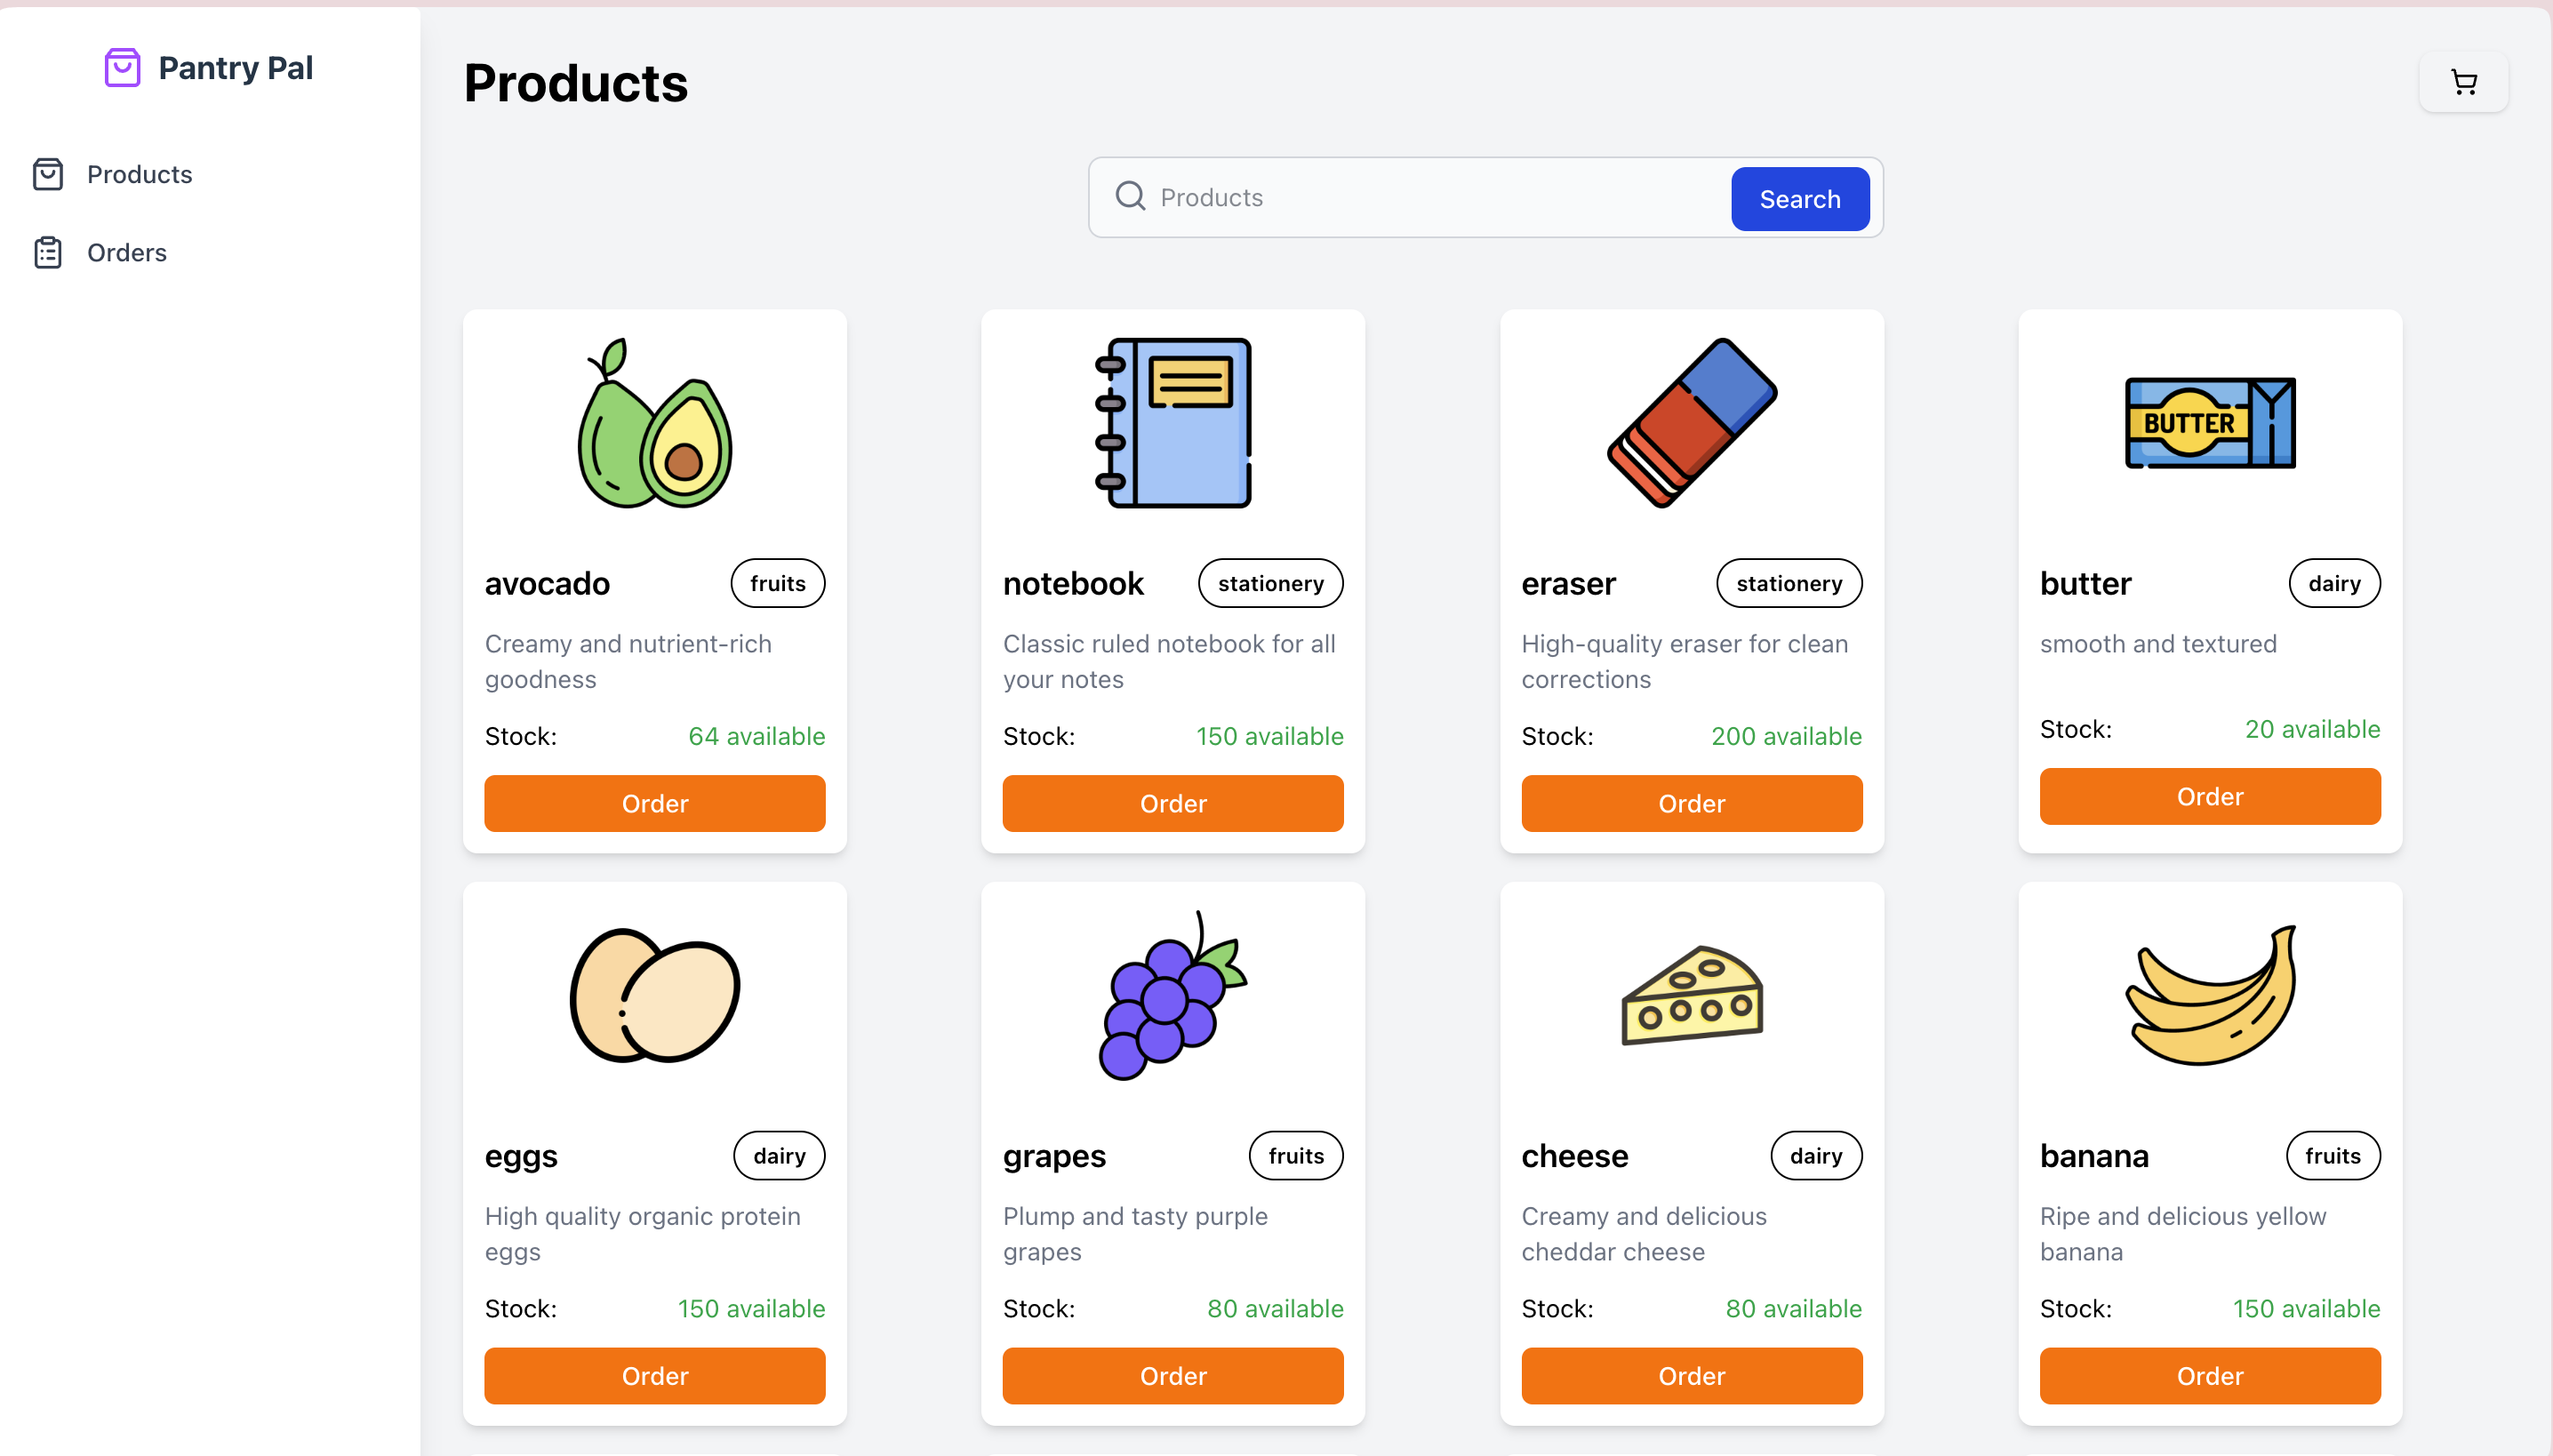 Pantry Pal
Products
Orders
Products
Products
Search
BUTTER
avocado
fruits
Creamy and nutrient-rich
goodness
Stock:
64 available
Order
notebook
stationery
Classic ruled notebook for all
your notes
Stock:
150 available
Order
eraser
stationery
High-quality eraser for clean
corrections
Stock:
200 available
Order
butter
dairy
smooth and textured
Stock:
20 available
Order
eggs
dairy
High quality organic protein
eggs
Stock:
150 available
Order
grapes
fruits
Plump and tasty purple
grapes
Stock:
80 available
Order
cheese
dairy
Creamy and delicious
cheddar cheese
Stock:
80 available
Order
banana
fruits
Ripe and delicious yellow
banana
Stock:
150 available
Order